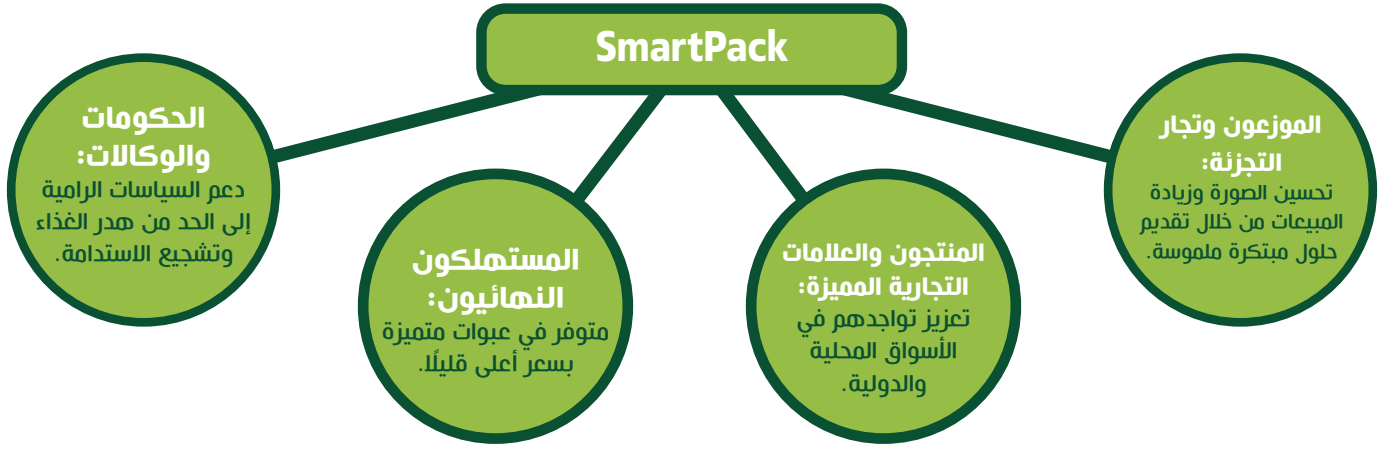 SmartPack
الموزعون وتجار
التجزئة:
تحسين الصورة وزيادة
المبيعات من خلال تقديم
حلول مبتكرة ملموسة.
المنتجون والعلامات
التجارية المميزة:
تعزيز تواجدهم في
الأسواق المحلية
والدولية.
المستهلكون
النهائيون:
متوفر في عبوات متميزة
بسعر أعلى قليلًا.
الحكومات
والوكالات:
دعم السياسات الرامية
إلى الحد من هدر الغذاء
وتشجيع الاستدامة.